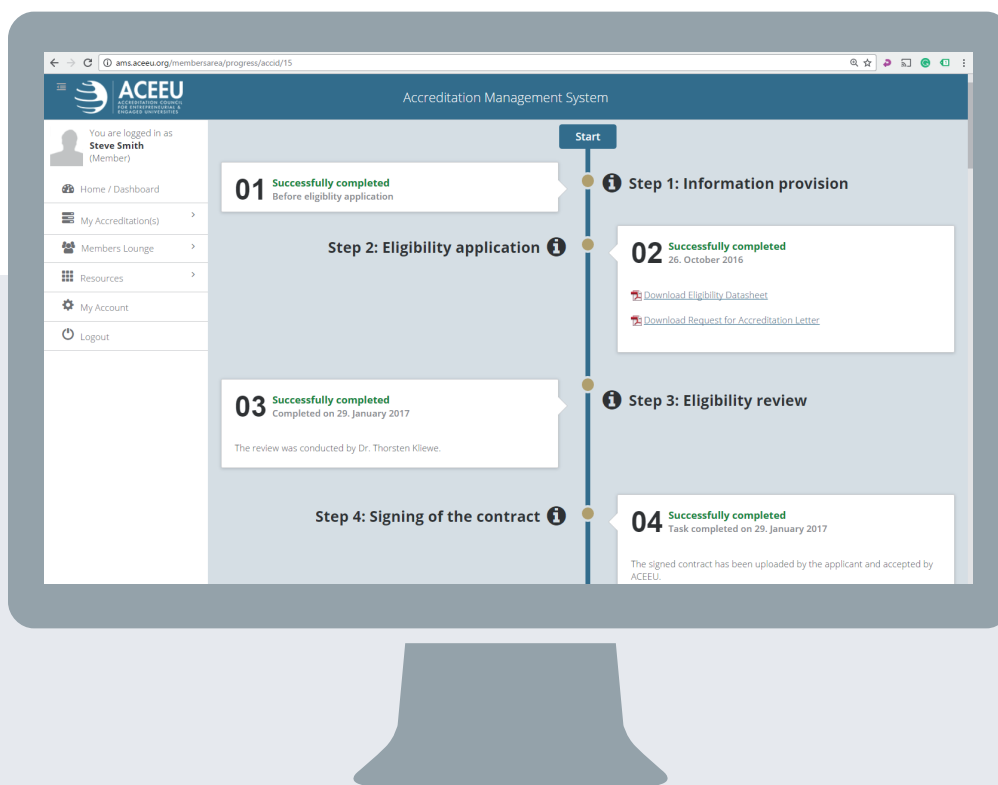 ams.aceeu.org/membersarea/progress/accid/15
ACEEU
ACCREDITATION COUNCIL
FOR ENTREPRENEURIAL &
ENGAGED UNIVERSITIES
Accreditation Management System
You are logged in as
Steve Smith
(Member)
Home / Dashboard
My Accreditation(s)
Members Lounge
Resources
My Account
Logout
Start
01 Successfully completed
Before eligiblity application
Step 1: Information provision
Step 2: Eligibility application
02 Successfully completed
26. October 2016
Download Eligibility Datasheet
Download Request for Accreditation Letter
03 Successfully completed
Completed on 29. January 2017
The review was conducted by Dr. Thorsten Kliewe.
Step 3: Eligibility review
Step 4: Signing of the contract
04 Successfully completed
Task completed on 29. January 2017
The signed contract has been uploaded by the applicant and accepted by
ACEEU.